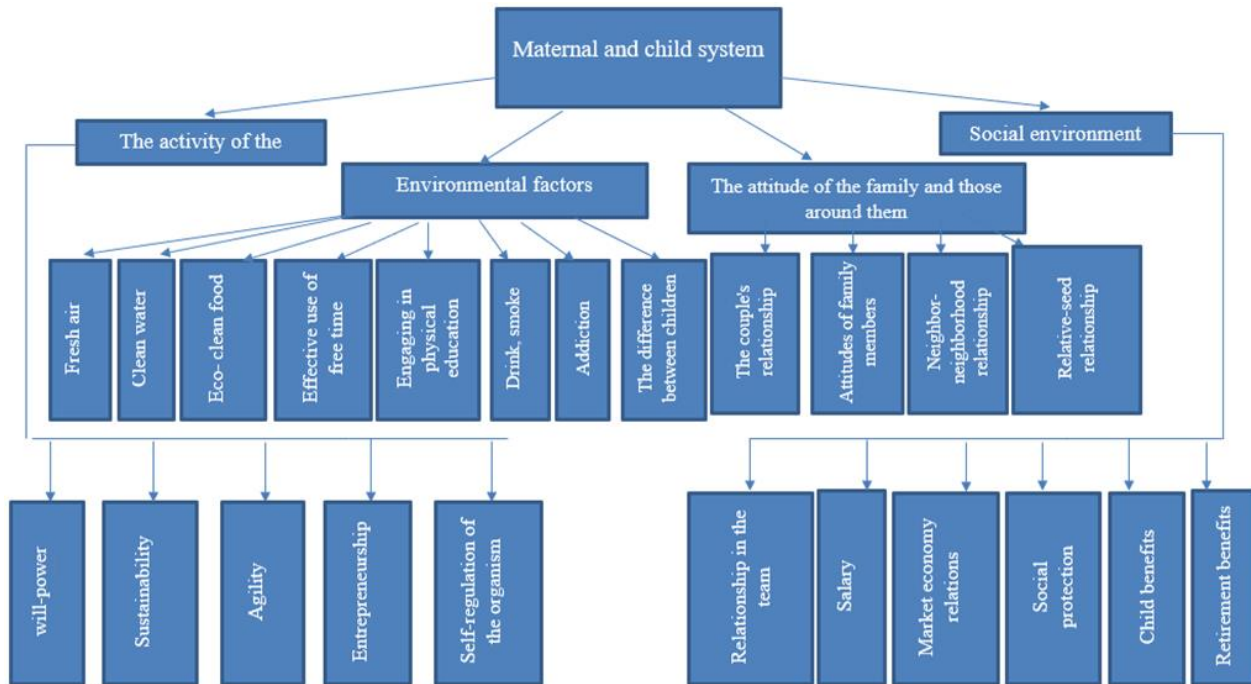 Maternal and child system
The activity of the
Social environment
Environmental factors
The attitude of the family and those
around them
Fresh air
Clean water
Eco- clean food
Effective use of
free time
Engaging in
physical
education
Drink, smoke
Addiction
The difference
between children
The couple's
relationship
Attitudes of family
members
Neighbor-
neighborhood
relationship
Relative-seed
relationship
will-power
Sustainability
Agility
Entrepreneurship
Self-regulation of
the organism
Relationship in the
team
Salary
Market economy
relations
Social
protection
Child benefits
Retirement benefits